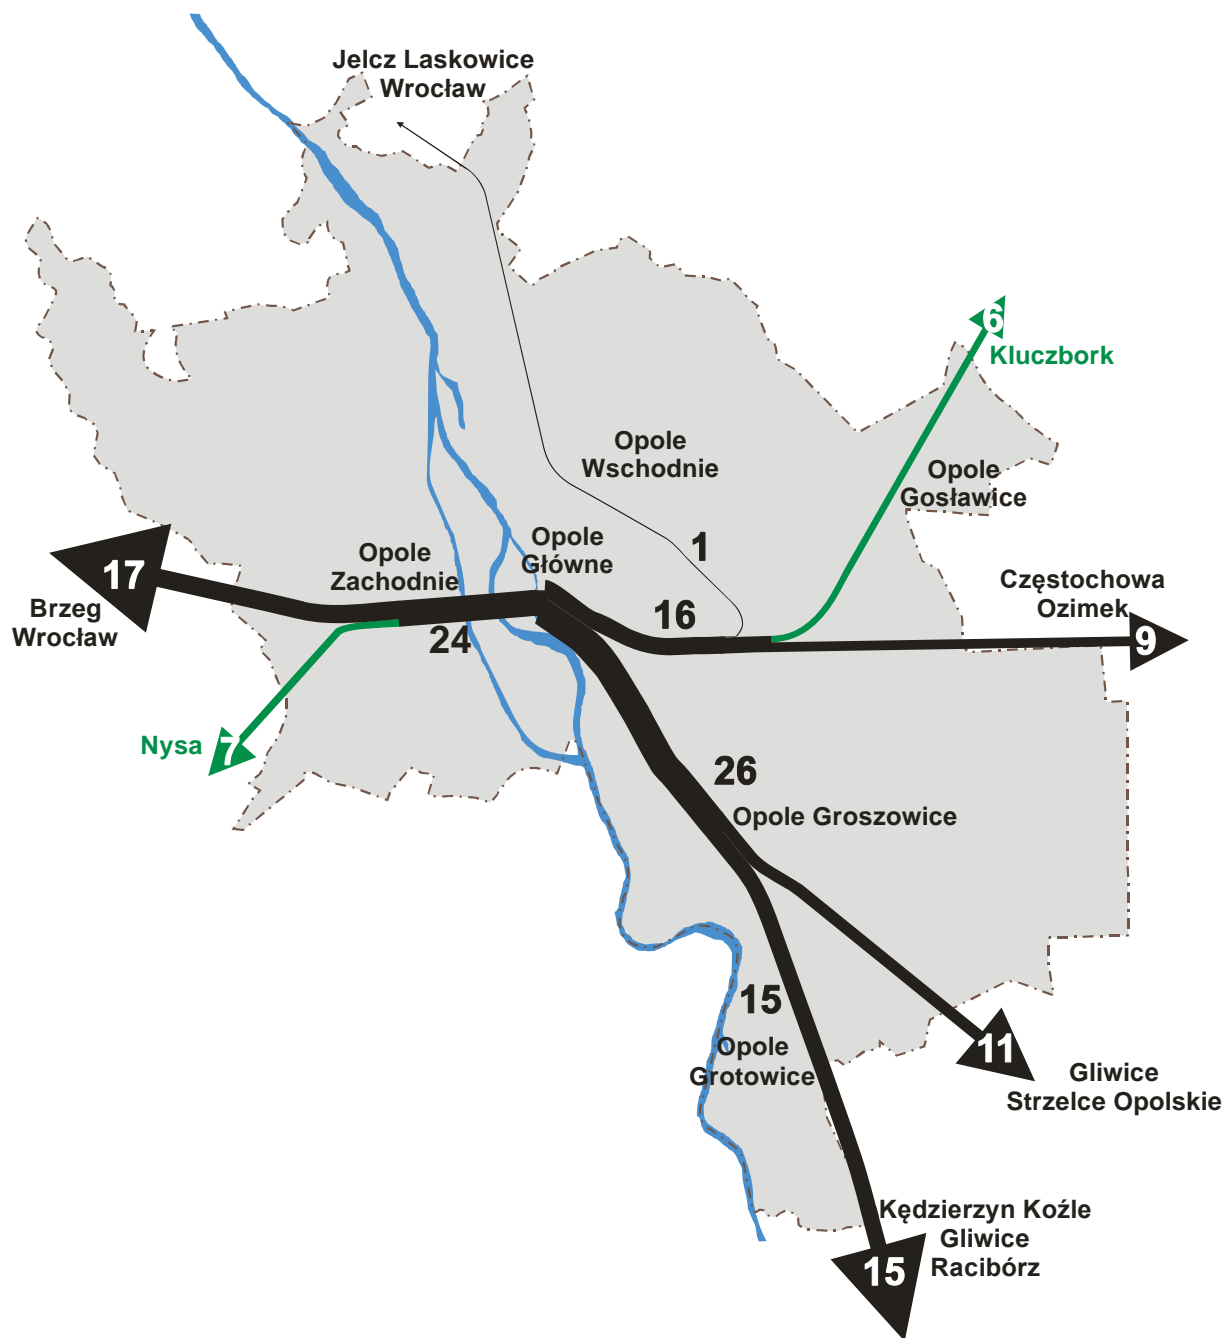 Jelcz Laskowice
Wrocław
6
Kluczbork
Opole
Wschodnie
Opole
Gosławice
1
Opole
Główne
Opole
Zachodnie
17
Brzeg
Wrocław
24
16
Częstochowa
Ozimek
9
Nysa
7
26
Opole Groszowice
15
Opole
Grotowice
11
Gliwice
Strzelce Opolskie
Kędzierzyn Koźle
Gliwice
Racibórz
15